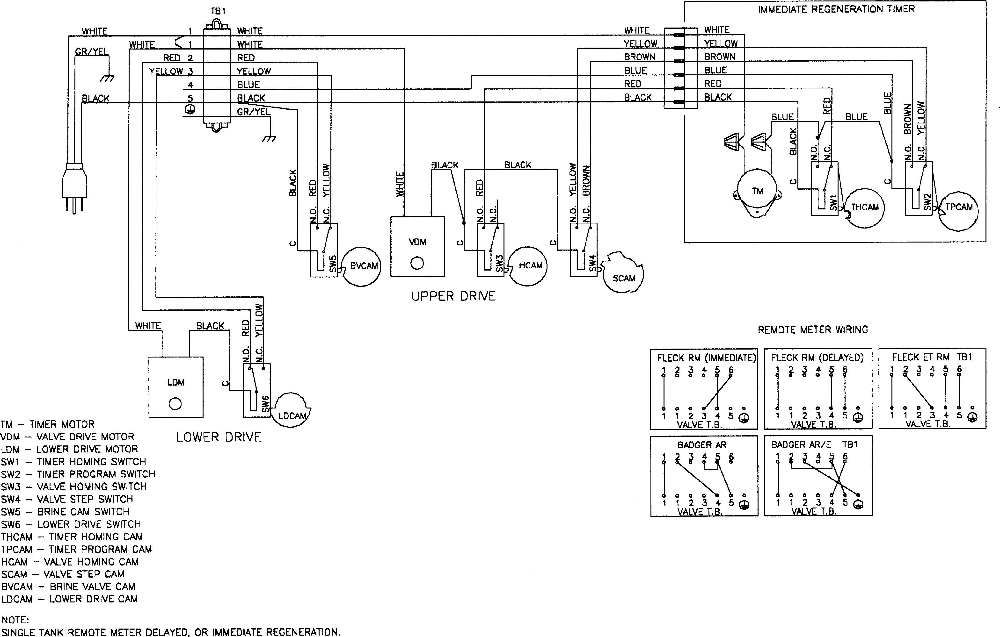 TB1
IMMEDIATE REGENERATION TIMER
WHITE 1 WHITE WHITE WHITE
WHITE 1 WHITE YELLOW YELLOW
GR/YEL
RED 2 RED BROWN BROWN
YELLOW 3 YELLOW BLUE BLUE
4 BLUE RED RED
BLACK 5 BLACK BLACK BLACK
GR/YEL
BLUE BLACK RED BLUE BLUE BROWN YELLOW
N.O. N.C. N.O. N.C.
C C
TM SW1 THCAM SW2 TPCAM
BLACK RED YELLOW WHITE BLACK RED BLACK YELLOW BROWN
N.O. N.C. N.O. N.C. N.O. N.C.
C C C
SW5 BVCAM VDM SW3 HCAM SW4 SCAM
UPPER DRIVE
WHITE BLACK RED YELLOW
N.O. N.C.
C
LDM SW6 LDCAM
LOWER DRIVE
REMOTE METER WIRING
FLECK RM (IMMEDIATE)
1 2 3 4 5 6
1 1 2 3 4 5
VALVE T.B.
FLECK RM (DELAYED)
1 2 3 4 5 6
1 1 2 3 4 5
VALVE T.B.
FLECK ET RM TB1
1 2 3 4 5 6
1 1 2 3 4 5
VALVE T.B.
BADGER AR
1 2 3 4 5 6
1 1 2 3 4 5
VALVE T.B.
BADGER AR/E TB1
1 2 3 4 5 6
1 1 2 3 4 5
VALVE T.B.
TM – TIMER MOTOR
VDM – VALVE DRIVE MOTOR
LDM – LOWER DRIVE MOTOR
SW1 – TIMER HOMING SWITCH
SW2 – TIMER PROGRAM SWITCH
SW3 – VALVE HOMING SWITCH
SW4 – VALVE STEP SWITCH
SW5 – BRINE CAM SWITCH
SW6 – LOWER DRIVE SWITCH
THCAM – TIMER HOMING CAM
TPCAM – TIMER PROGRAM CAM
HCAM – VALVE HOMING CAM
SCAM – VALVE STEP CAM
BVCAM – BRINE VALVE CAM
LDCAM – LOWER DRIVE CAM
NOTE:
SINGLE TANK REMOTE METER DELAYED, OR IMMEDIATE REGENERATION.